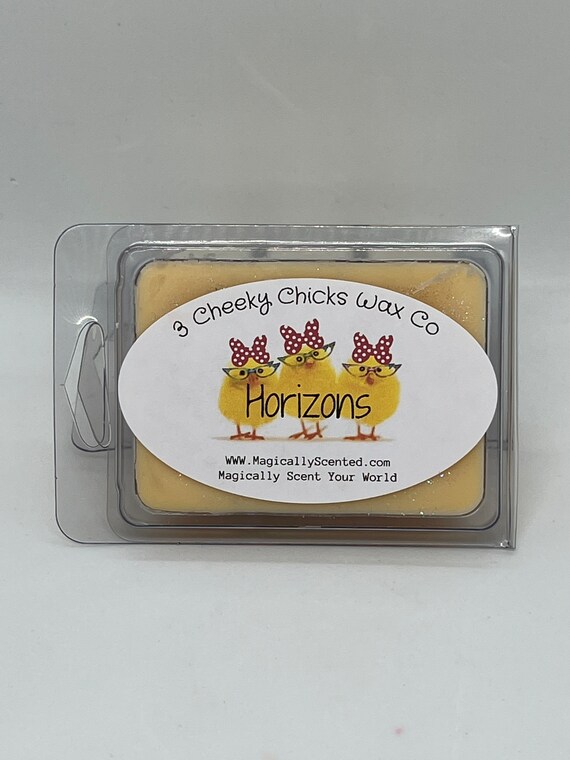 3 Cheeky Chicks Wax Co
Horizons
WWW.MagicallyScented.com
Magically Scent Your World